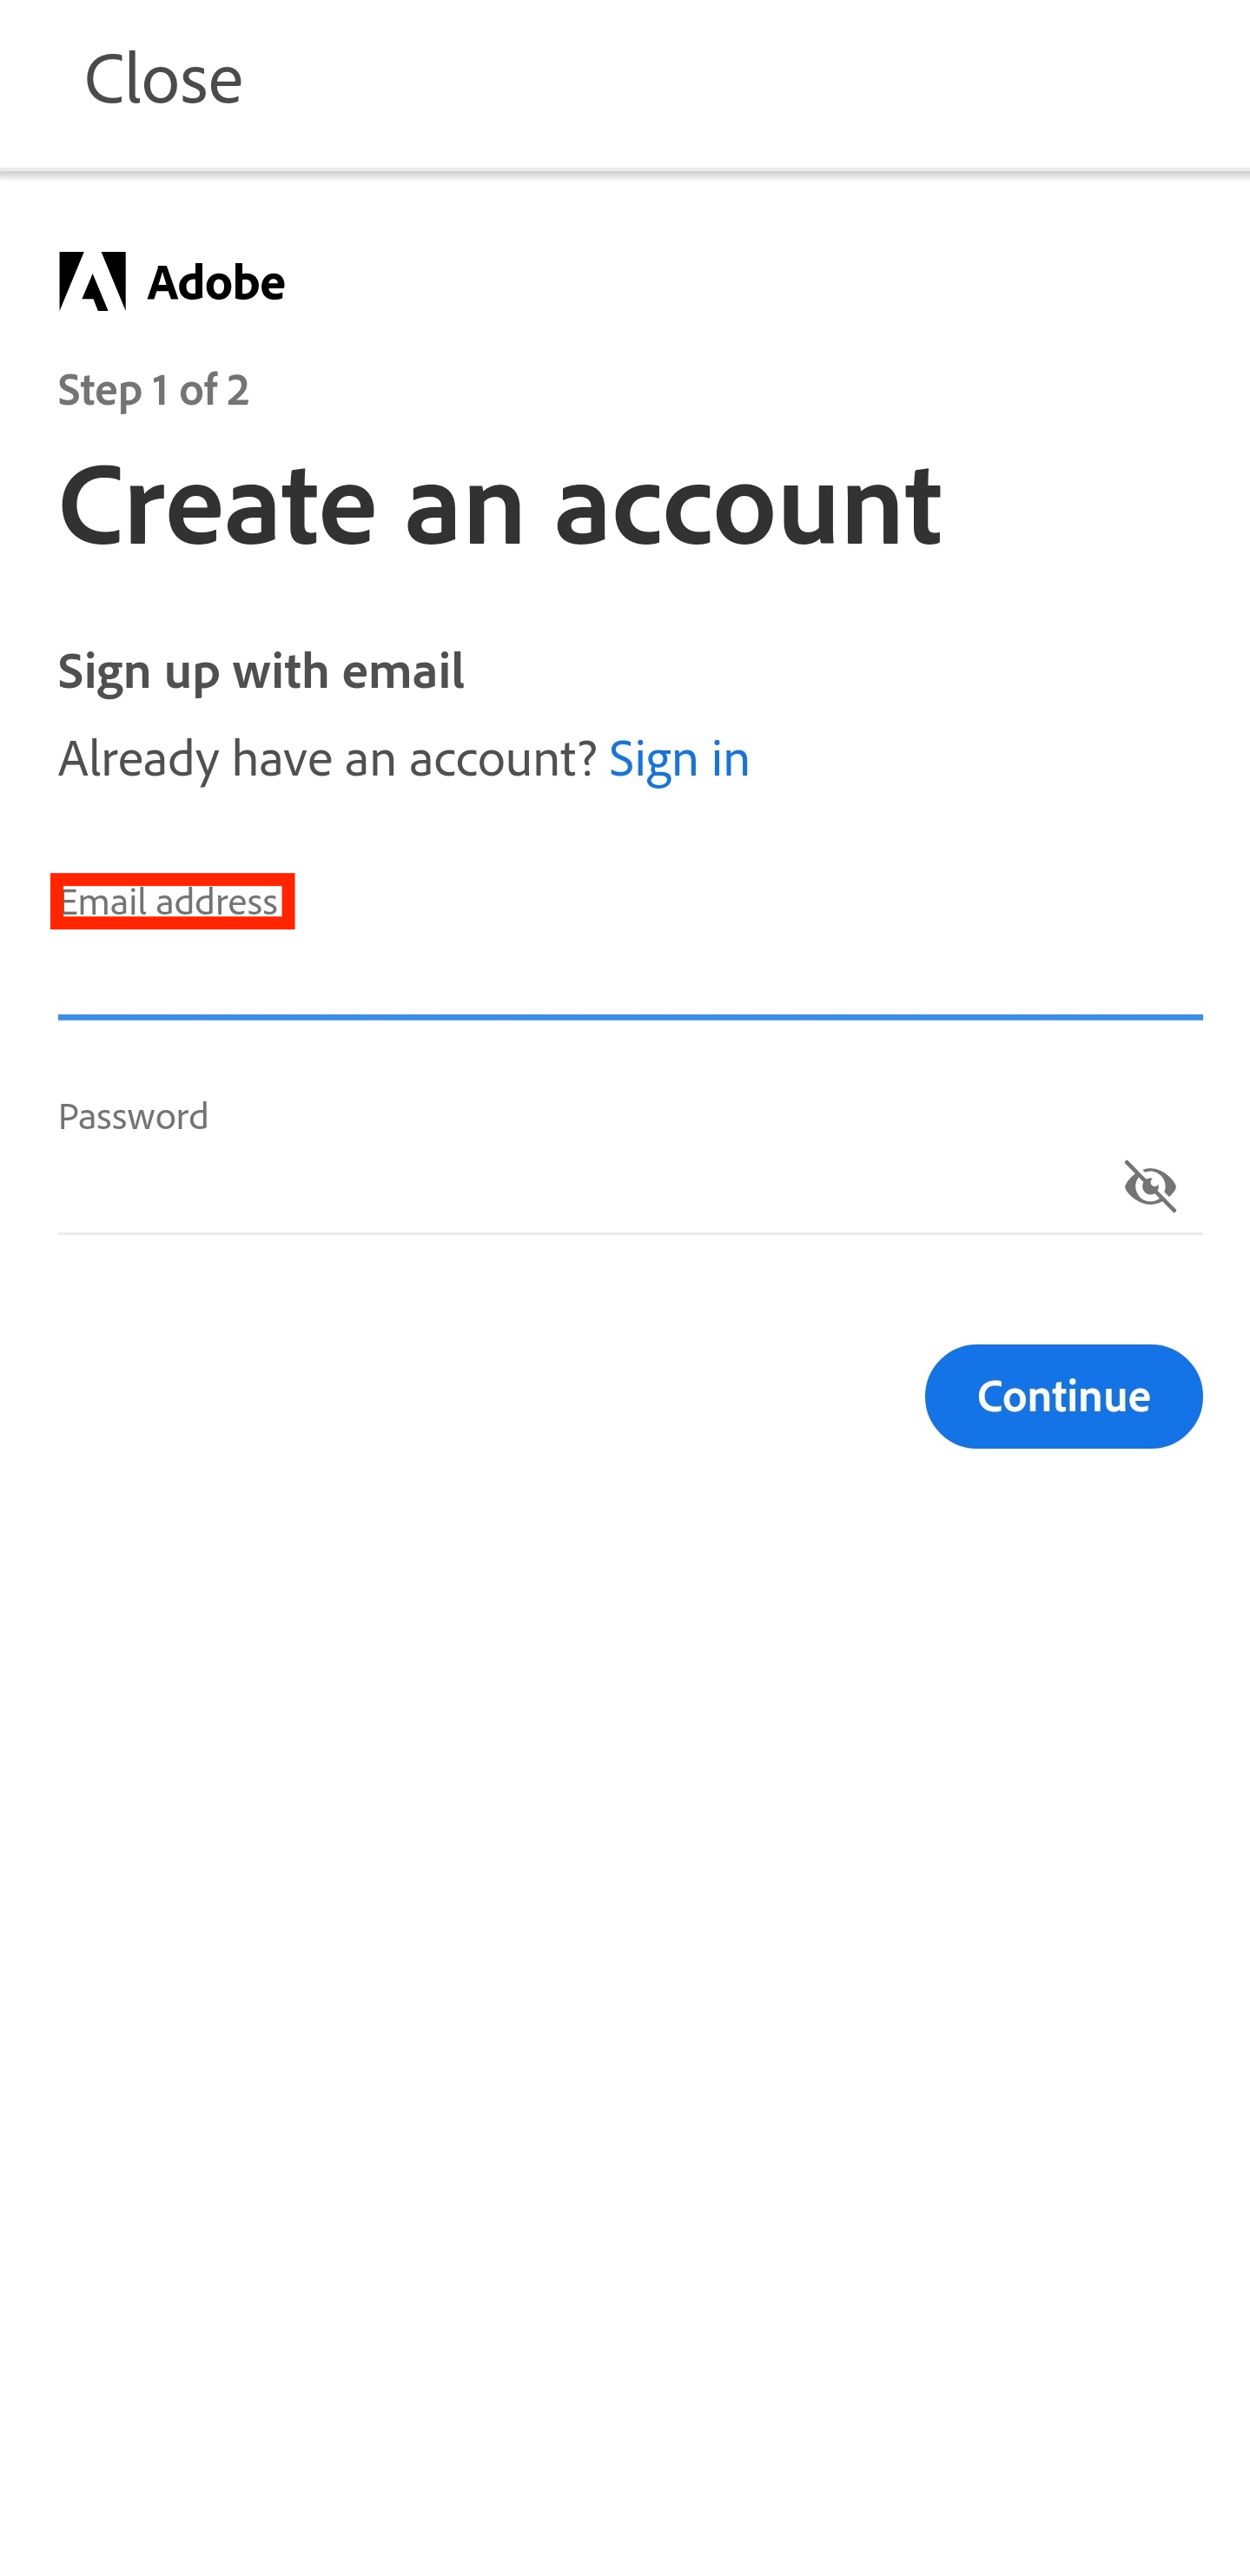 Close
Adobe
Step 1 of 2
Create an account
Sign up with email
Already have an account? Sign in
Email address
Password
Continue